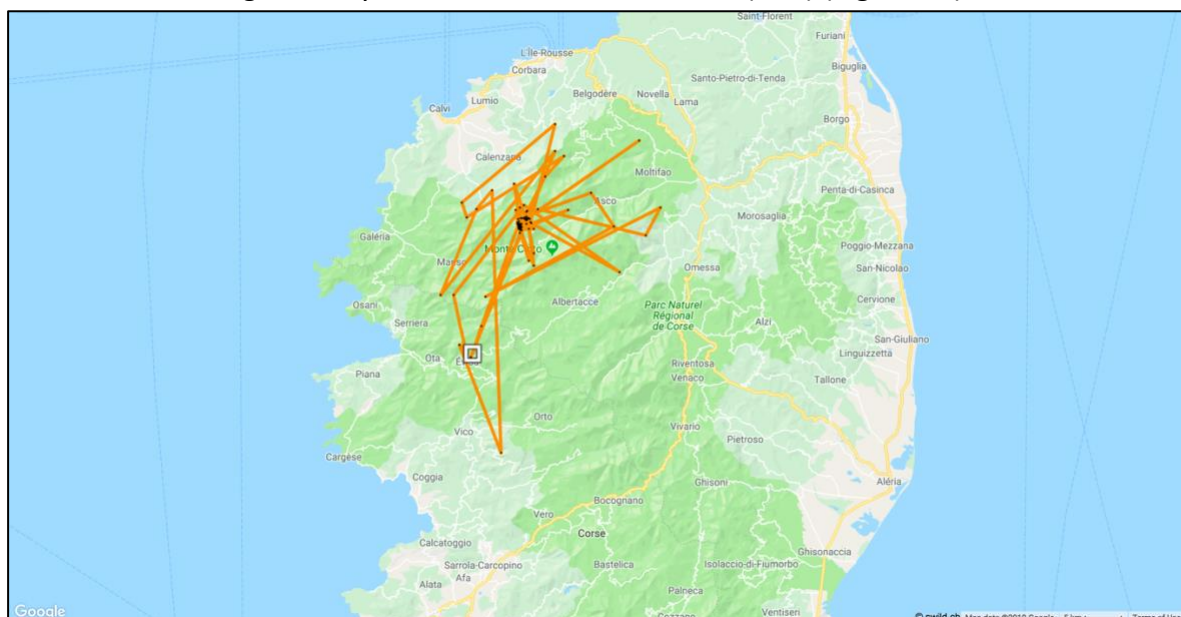 Saint-Florent
Furiani
L'Île-Rousse
Corbara
Biguglia
Santo-Pietro-di-Tenda
Belgodère
Novella
Lama
Lumio
Calvi
Borgo
Calenzana
Moltifao
Penta-di-Casinca
Asco
Morosaglia
Galéria
Poggio-Mezzana
Manso
Omessa
San-Nicolao
Albertacce
Cervione
Osani
Parc Naturel
Régional
de Corse
Serriera
Alzi
San-Giuliano
Ota
Linguizzetta
Piana
Riventosa
Venaco
Tallone
Orto
Vico
Vivario
Pietroso
Cargèse
Coggia
Ghisoni
Aléria
Bocognano
Vero
Corse
Calcatoggio
Ghisonaccia
Sarrola-Carcopino
Bastelica
Isolaccio-di-Fiumorbo
Alata
Afa
Palneca
Ventiseri
Google